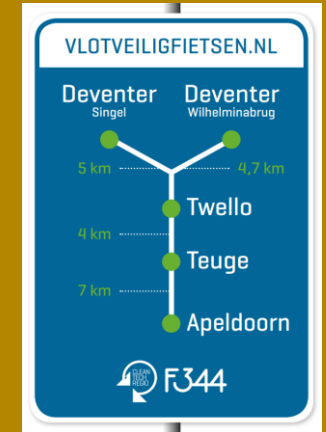 VLOTVEILIGFIETSEN.NL
Deventer Deventer
Singel Wilhelminabrug
5 km 4,7 km
Twello
4 km
Teuge
7 km
Apeldoorn
CLEAN
TECH
REGIO
F344